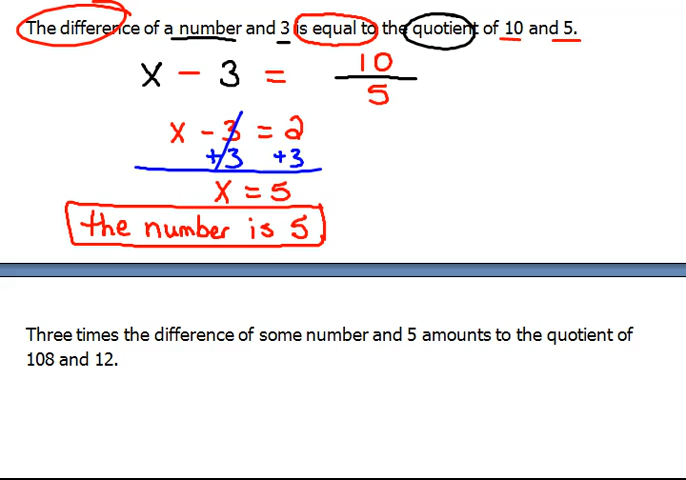 The difference of a number and 3 is equal to the quotient of 10 and 5.
x - 3 = 10
5
x - 3 = 2
+3 +3
x = 5
the number is 5
Three times the difference of some number and 5 amounts to the quotient of
108 and 12.